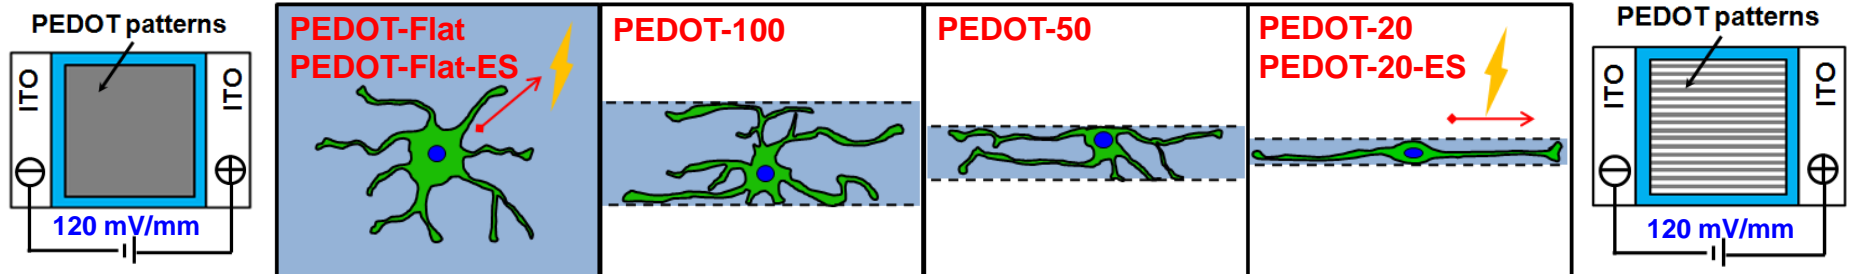 PEDOT patterns
ITO
ITO
120 mV/mm
PEDOT-Flat
PEDOT-Flat-ES
PEDOT-100
PEDOT-50
PEDOT-20
PEDOT-20-ES
PEDOT patterns
ITO
ITO
120 mV/mm